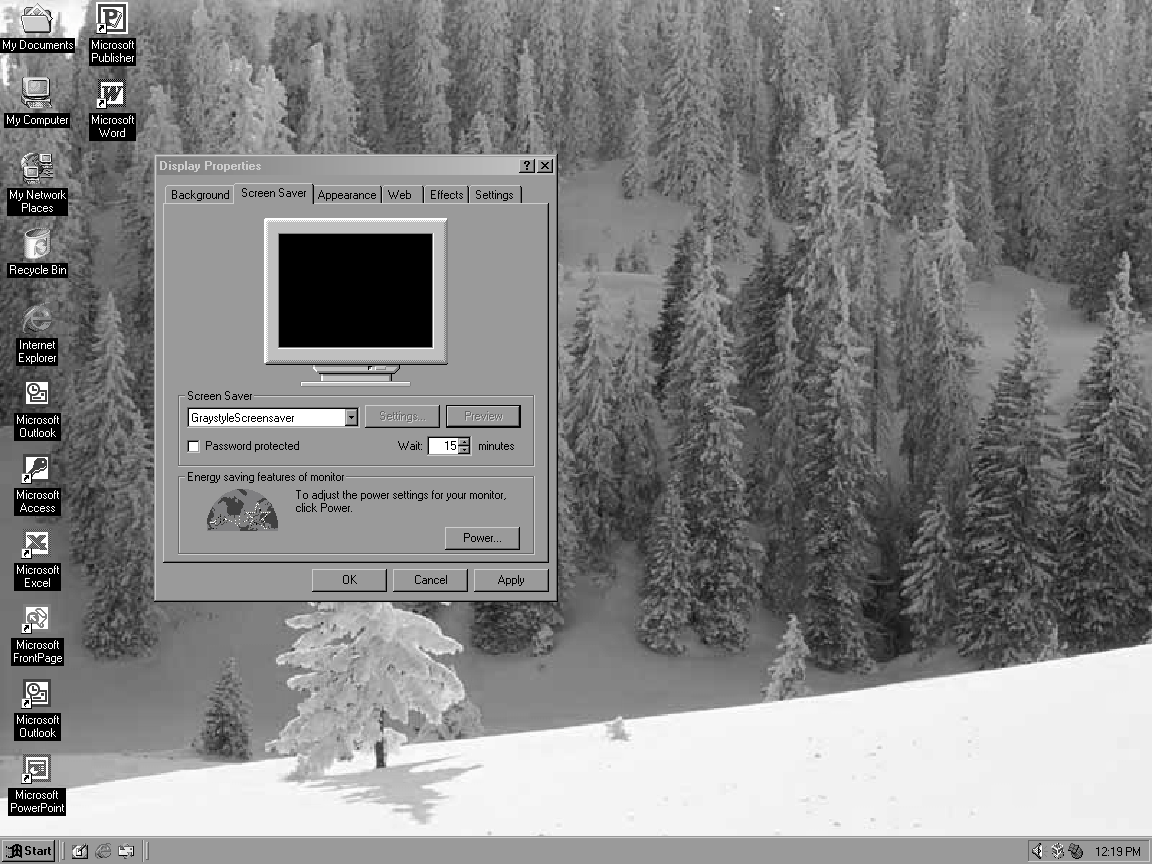 My Documents
Microsoft
Publisher
My Computer
Microsoft
Word
My Network
Places
Recycle Bin
Internet
Explorer
Microsoft
Outlook
Microsoft
Access
Microsoft
Excel
Microsoft
FrontPage
Microsoft
Outlook
Microsoft
PowerPoint
Display Properties
Background Screen Saver Appearance Web Effects Settings
Screen Saver
GraystyleScreensaver Settings... Preview
Password protected Wait: 15 minutes
Energy saving features of monitor
To adjust the power settings for your monitor,
click Power.
Power...
OK Cancel Apply
Start 12:19 PM